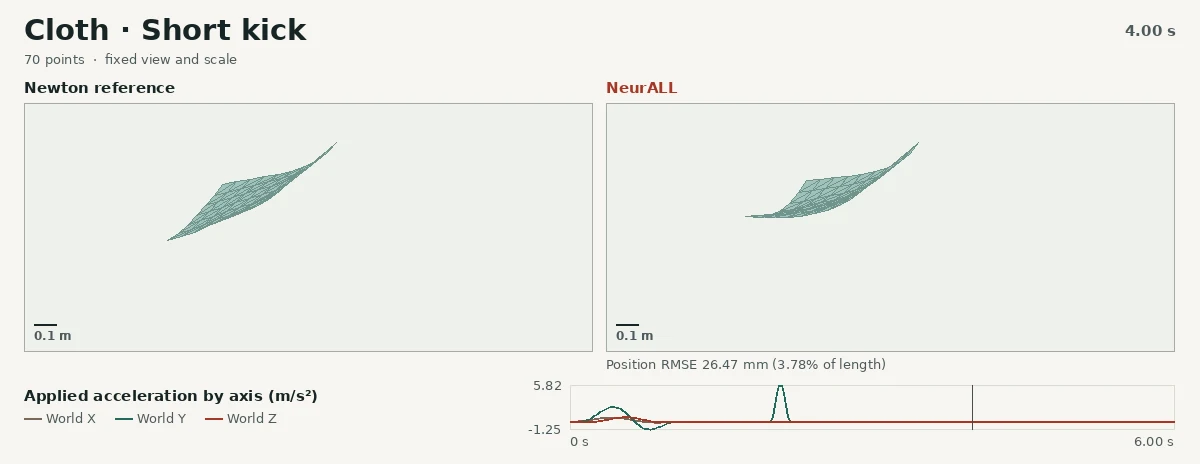 Cloth · Short kick
4.00 s
70 points · fixed view and scale
Newton reference
NeurALL
0.1 m
0.1 m
Position RMSE 26.47 mm (3.78% of length)
Applied acceleration by axis (m/s²)
World X
World Y
World Z
5.82
-1.25
0 s
6.00 s